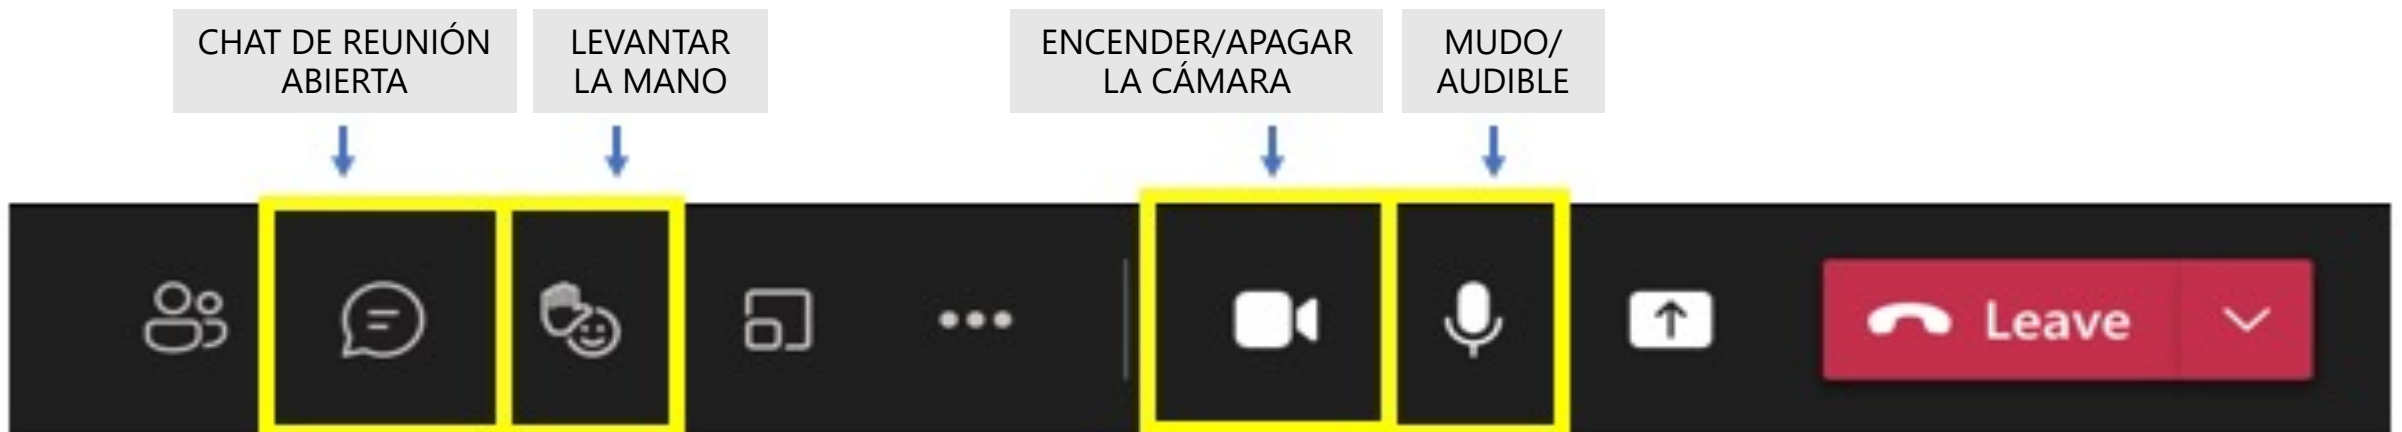 CHAT DE REUNIÓN
ABIERTA
LEVANTAR
LA MANO
ENCENDER/APAGAR
LA CÁMARA
MUDO/
AUDIBLE
Leave